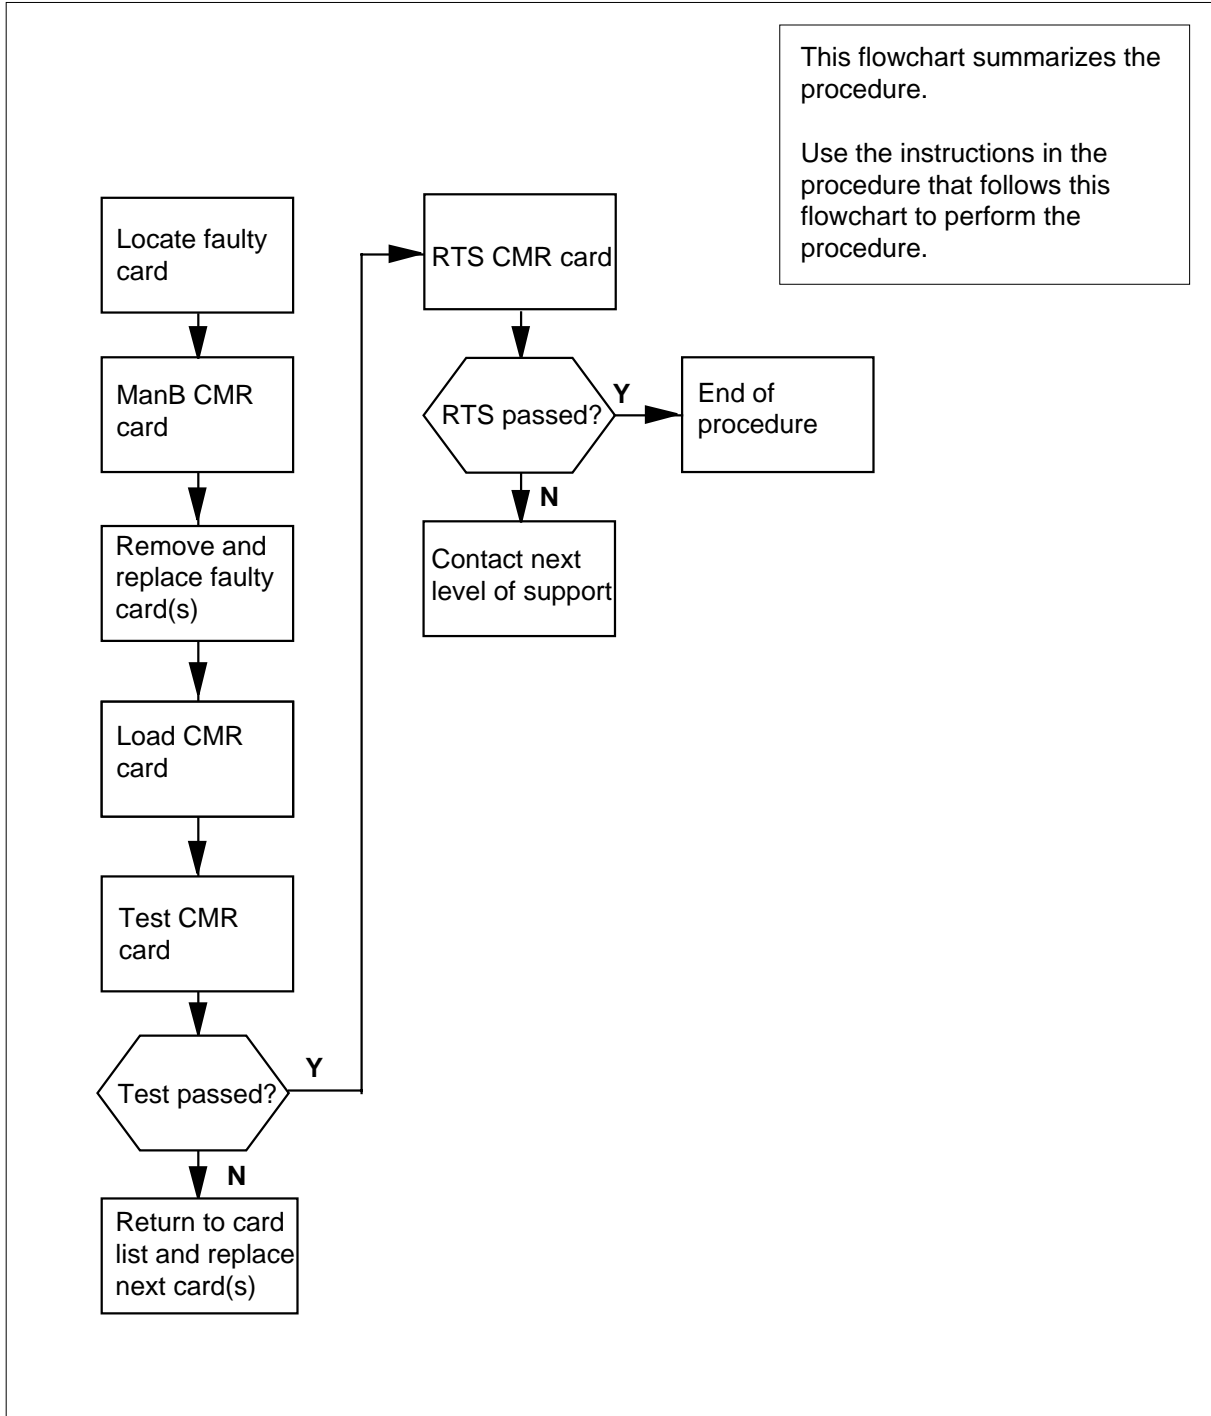 This flowchart summarizes the
procedure.
Use the instructions in the
procedure that follows this
flowchart to perform the
procedure.
Locate faulty
card
ManB CMR
card
Remove and
replace faulty
card(s)
Load CMR
card
Test CMR
card
Test passed?
Y
N
Return to card
list and replace
next card(s)
RTS CMR card
RTS passed?
Y
N
End of
procedure
Contact next
level of support